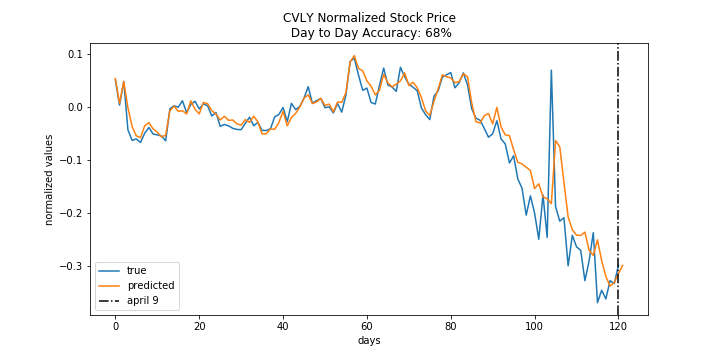 CVLY Normalized Stock Price
Day to Day Accuracy: 68%
normalized values
0.1
0.0
−0.1
−0.2
−0.3
true
predicted
april 9
0 20 40 60 80 100 120
days